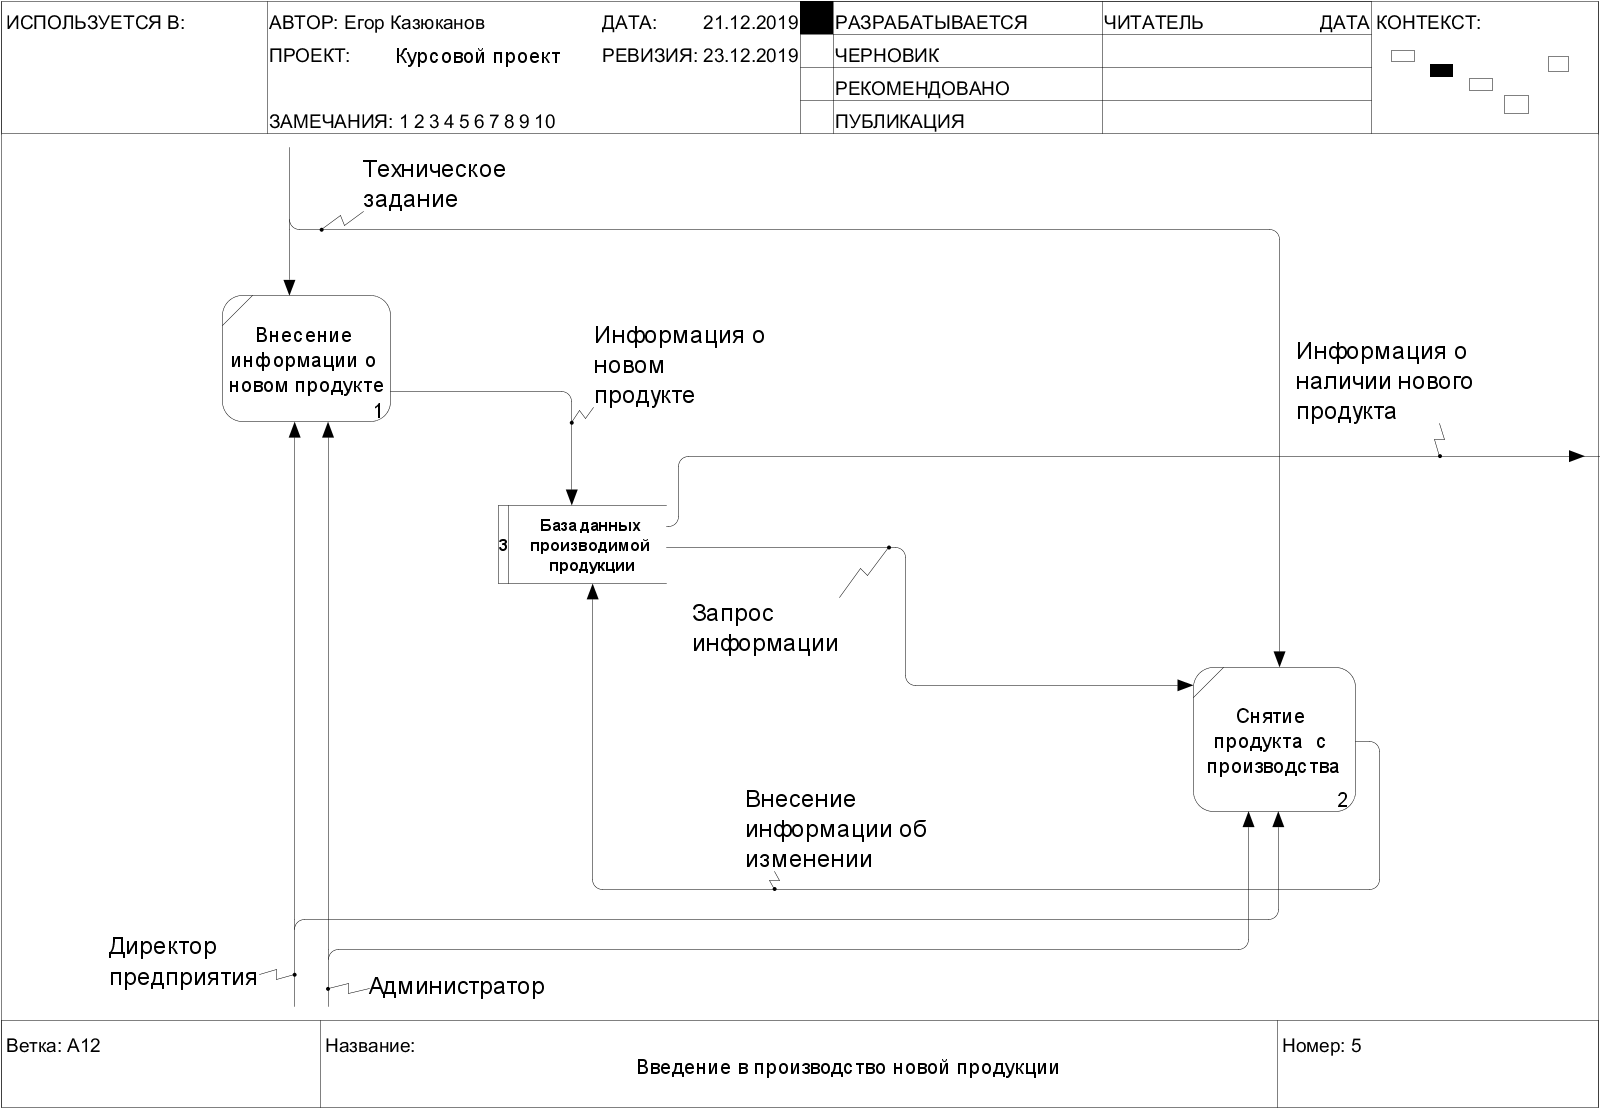 ИСПОЛЬЗУЕТСЯ В:
АВТОР: Егор Казюканов
ДАТА: 21.12.2019
ПРОЕКТ: Курсовой проект
РЕВИЗИЯ: 23.12.2019
ЗАМЕЧАНИЯ: 1 2 3 4 5 6 7 8 9 10
РАЗРАБАТЫВАЕТСЯ
ЧЕРНОВИК
РЕКОМЕНДОВАНО
ПУБЛИКАЦИЯ
ЧИТАТЕЛЬ
ДАТА
КОНТЕКСТ:
Техническое
задание
Внесение
информации о
новом продукте
1
Информация о
новом
продукте
Информация о
наличии нового
продукта
База данных
производимой
продукции
3
Запрос
информации
Снятие
продукта с
производства
2
Внесение
информации об
изменении
Директор
предприятия
Администратор
Ветка: A12
Название:
Введение в производство новой продукции
Номер: 5